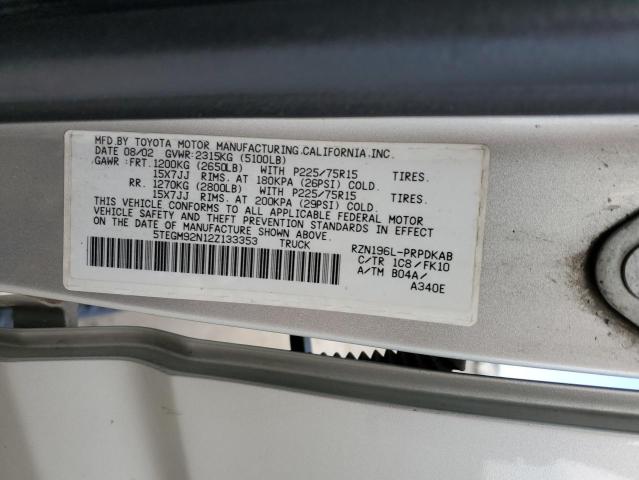 MFD.BY TOYOTA MOTOR MANUFACTURING.CALIFORNIA.INC.
DATE 08/02 GVWR:2315KG (5100LB)
GAWR : FRT.1200KG (2650LB) WITH P225/75R15 TIRES.
15X7JJ RIMS. AT 180KPA (26PSI) COLD.
RR. 1270KG (2800LB) WITH P225/75R15 TIRES.
15X7JJ RIMS. AT 200KPA (29PSI) COLD.
THIS VEHICLE CONFORMS TO ALL APPLICABLE FEDERAL MOTOR
VEHICLE SAFETY AND THEFT PREVENTION STANDARDS IN EFFECT
ON THE DATE OF MANUFACTURE SHOWN ABOVE.
5TEGM92N12Z133353 TRUCK
RZN196L-PRPDKAB
C/TR 1C8/FK10
A/TM B04A/
A340E